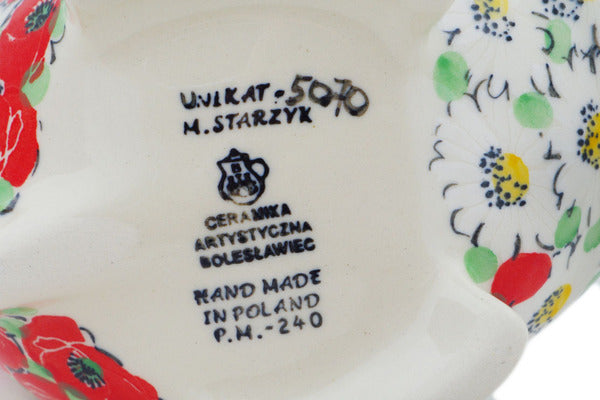 UNIKAT-5070
M. STARZYK
CERAMIKA
ARTYSTYCZNA
BOLESŁAWIEC
HAND MADE
IN POLAND
P.M.-240